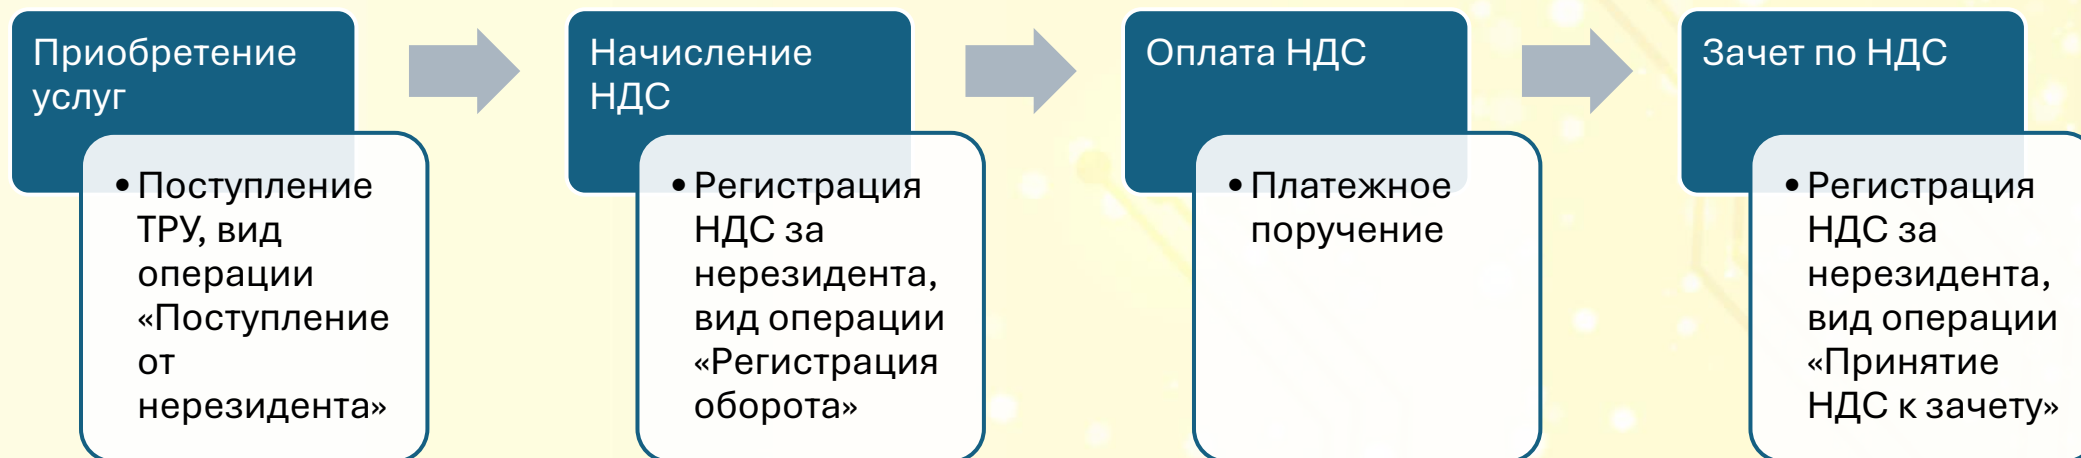 Приобретение
услуг
• Поступление
ТРУ, вид
операции
«Поступление
от
нерезидента»
Начисление
НДС
• Регистрация
НДС за
нерезидента,
вид операции
«Регистрация
оборота»
Оплата НДС
• Платежное
поручение
Зачет по НДС
• Регистрация
НДС за
нерезидента,
вид операции
«Принятие
НДС к зачету»